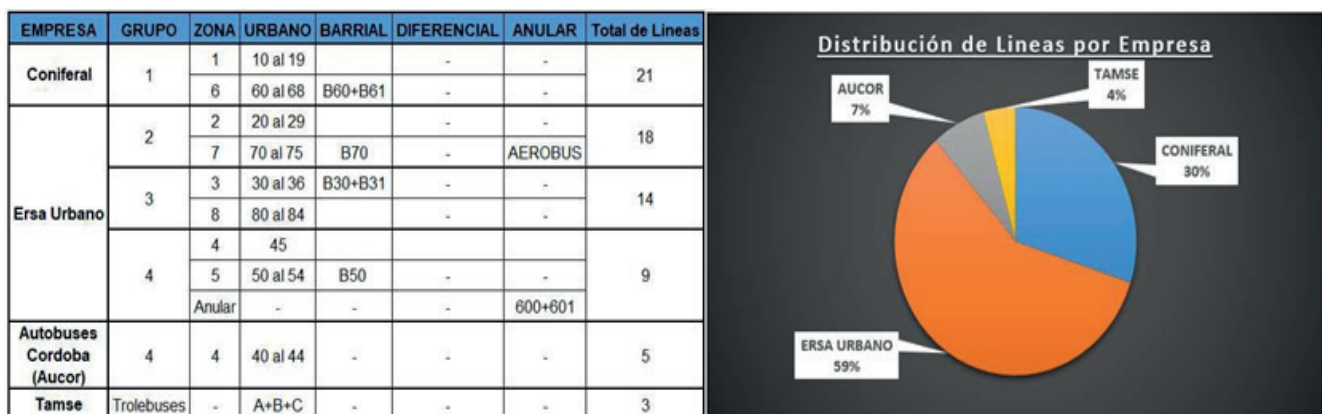 EMPRESA GRUPO ZONA URBANO BARRIAL DIFERENCIAL ANULAR Total de Lineas
Coniferal 1 1 10 al 19 - - 21
6 60 al 68 B60+B61 - -
Ersa Urbano 2 2 20 al 29 - - 18
7 70 al 75 B70 - AEROBUS
3 3 30 al 36 B30+B31 - - 14
8 80 al 84 - -
4 4 45 9
5 50 al 54 B50 - -
Anular - - - 600+601
Autobuses
Cordoba
(Aucor)
4 4 40 al 44 - - - 5
Tamse Trolebuses - A+B+C - - - 3
Distribución de Lineas por Empresa
TAMSE
4%
AUCOR
7%
CONIFERAL
30%
ERSA URBANO
59%